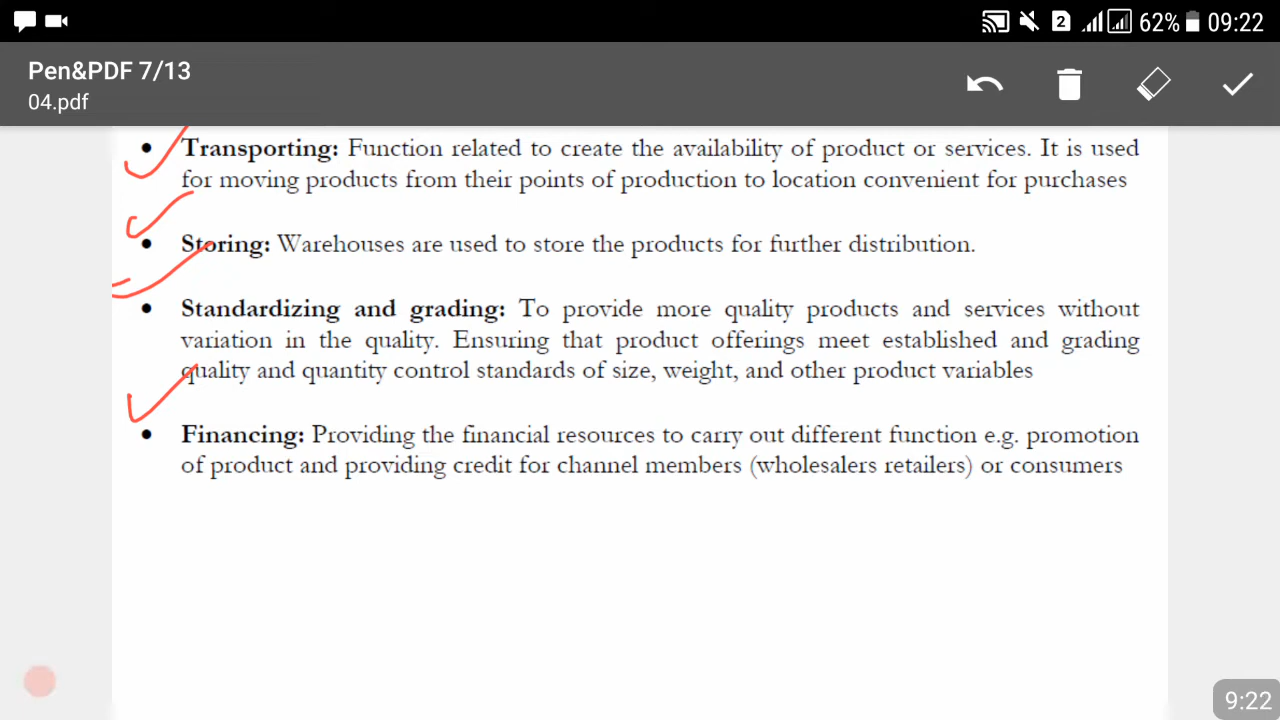 2 62% 09:22
Pen&PDF 7/13
04.pdf
• Transporting: Function related to create the availability of product or services. It is used
for moving products from their points of production to location convenient for purchases
• Storing: Warehouses are used to store the products for further distribution.
• Standardizing and grading: To provide more quality products and services without
variation in the quality. Ensuring that product offerings meet established and grading
quality and quantity control standards of size, weight, and other product variables
• Financing: Providing the financial resources to carry out different function e.g. promotion
of product and providing credit for channel members (wholesalers retailers) or consumers
9:22